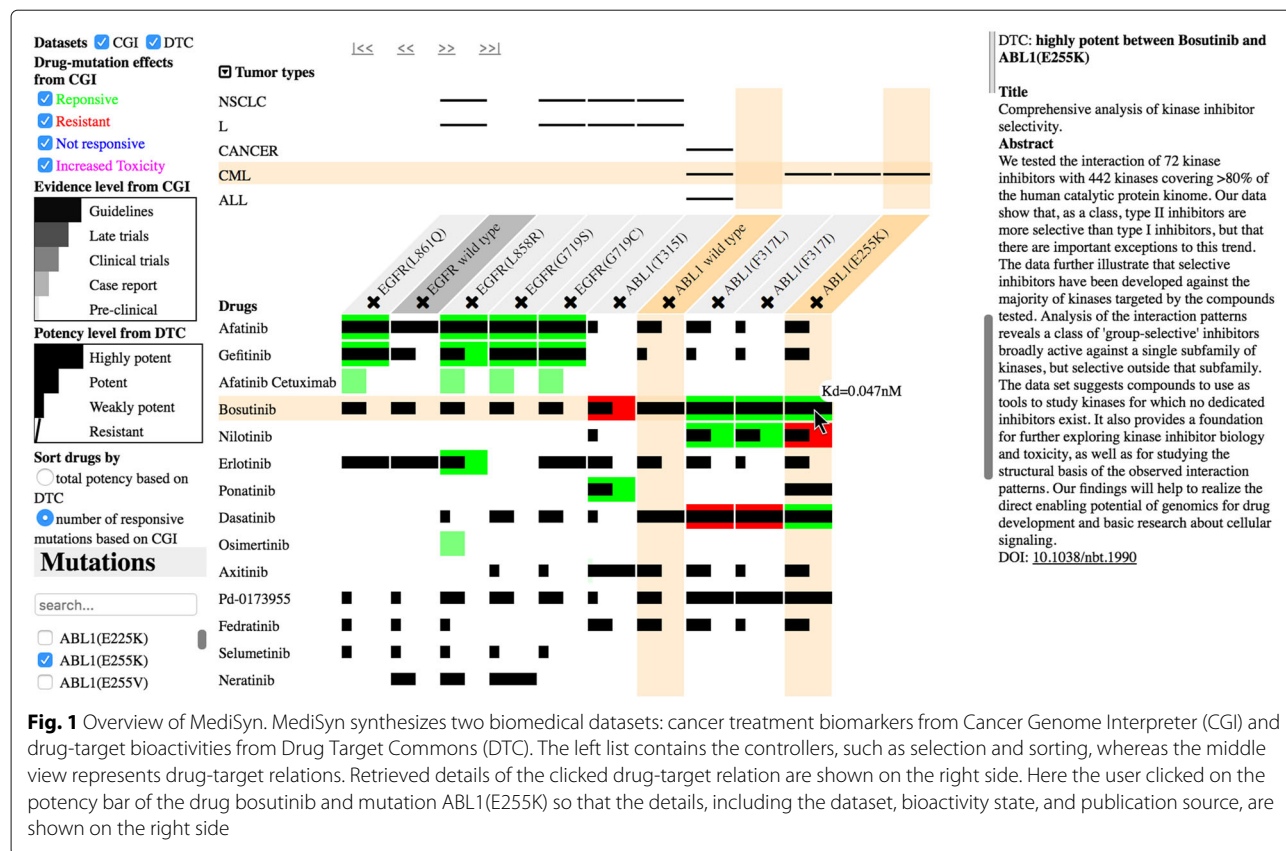 Datasets CGI DTC
Drug-mutation effects
from CGI
Reponsive
Resistant
Not responsive
Increased Toxicity
Evidence level from CGI
Guidelines
Late trials
Clinical trials
Case report
Pre-clinical
Potency level from DTC
Highly potent
Potent
Weakly potent
Resistant
Sort drugs by
total potency based on
DTC
number of responsive
mutations based on CGI
Mutations
search...
ABL1(E225K)
ABL1(E255K)
ABL1(E255V)
|<< << >> >>|
Tumor types
NSCLC
L
CANCER
CML
ALL
EGFR(L861Q)
EGFR wild type
EGFR(L858R)
EGFR(G719S)
EGFR(G719C)
ABL1(T315I)
ABL1 wild type
ABL1(F317L)
ABL1(F317I)
ABL1(E255K)
Drugs
Afatinib
Gefitinib
Afatinib Cetuximab
Kd=0.047nM
Bosutinib
Nilotinib
Erlotinib
Ponatinib
Dasatinib
Osimertinib
Axitinib
Pd-0173955
Fedratinib
Selumetinib
Neratinib
DTC: highly potent between Bosutinib and
ABL1(E255K)
Title
Comprehensive analysis of kinase inhibitor
selectivity.
Abstract
We tested the interaction of 72 kinase
inhibitors with 442 kinases covering >80% of
the human catalytic protein kinome. Our data
show that, as a class, type II inhibitors are
more selective than type I inhibitors, but that
there are important exceptions to this trend.
The data further illustrate that selective
inhibitors have been developed against the
majority of kinases targeted by the compounds
tested. Analysis of the interaction patterns
reveals a class of 'group-selective' inhibitors
broadly active against a single subfamily of
kinases, but selective outside that subfamily.
The data set suggests compounds to use as
tools to study kinases for which no dedicated
inhibitors exist. It also provides a foundation
for further exploring kinase inhibitor biology
and toxicity, as well as for studying the
structural basis of the observed interaction
patterns. Our findings will help to realize the
direct enabling potential of genomics for drug
development and basic research about cellular
signaling.
DOI: 10.1038/nbt.1990
Fig. 1 Overview of MediSyn. MediSyn synthesizes two biomedical datasets: cancer treatment biomarkers from Cancer Genome Interpreter (CGI) and
drug-target bioactivities from Drug Target Commons (DTC). The left list contains the controllers, such as selection and sorting, whereas the middle
view represents drug-target relations. Retrieved details of the clicked drug-target relation are shown on the right side. Here the user clicked on the
potency bar of the drug bosutinib and mutation ABL1(E255K) so that the details, including the dataset, bioactivity state, and publication source, are
shown on the right side